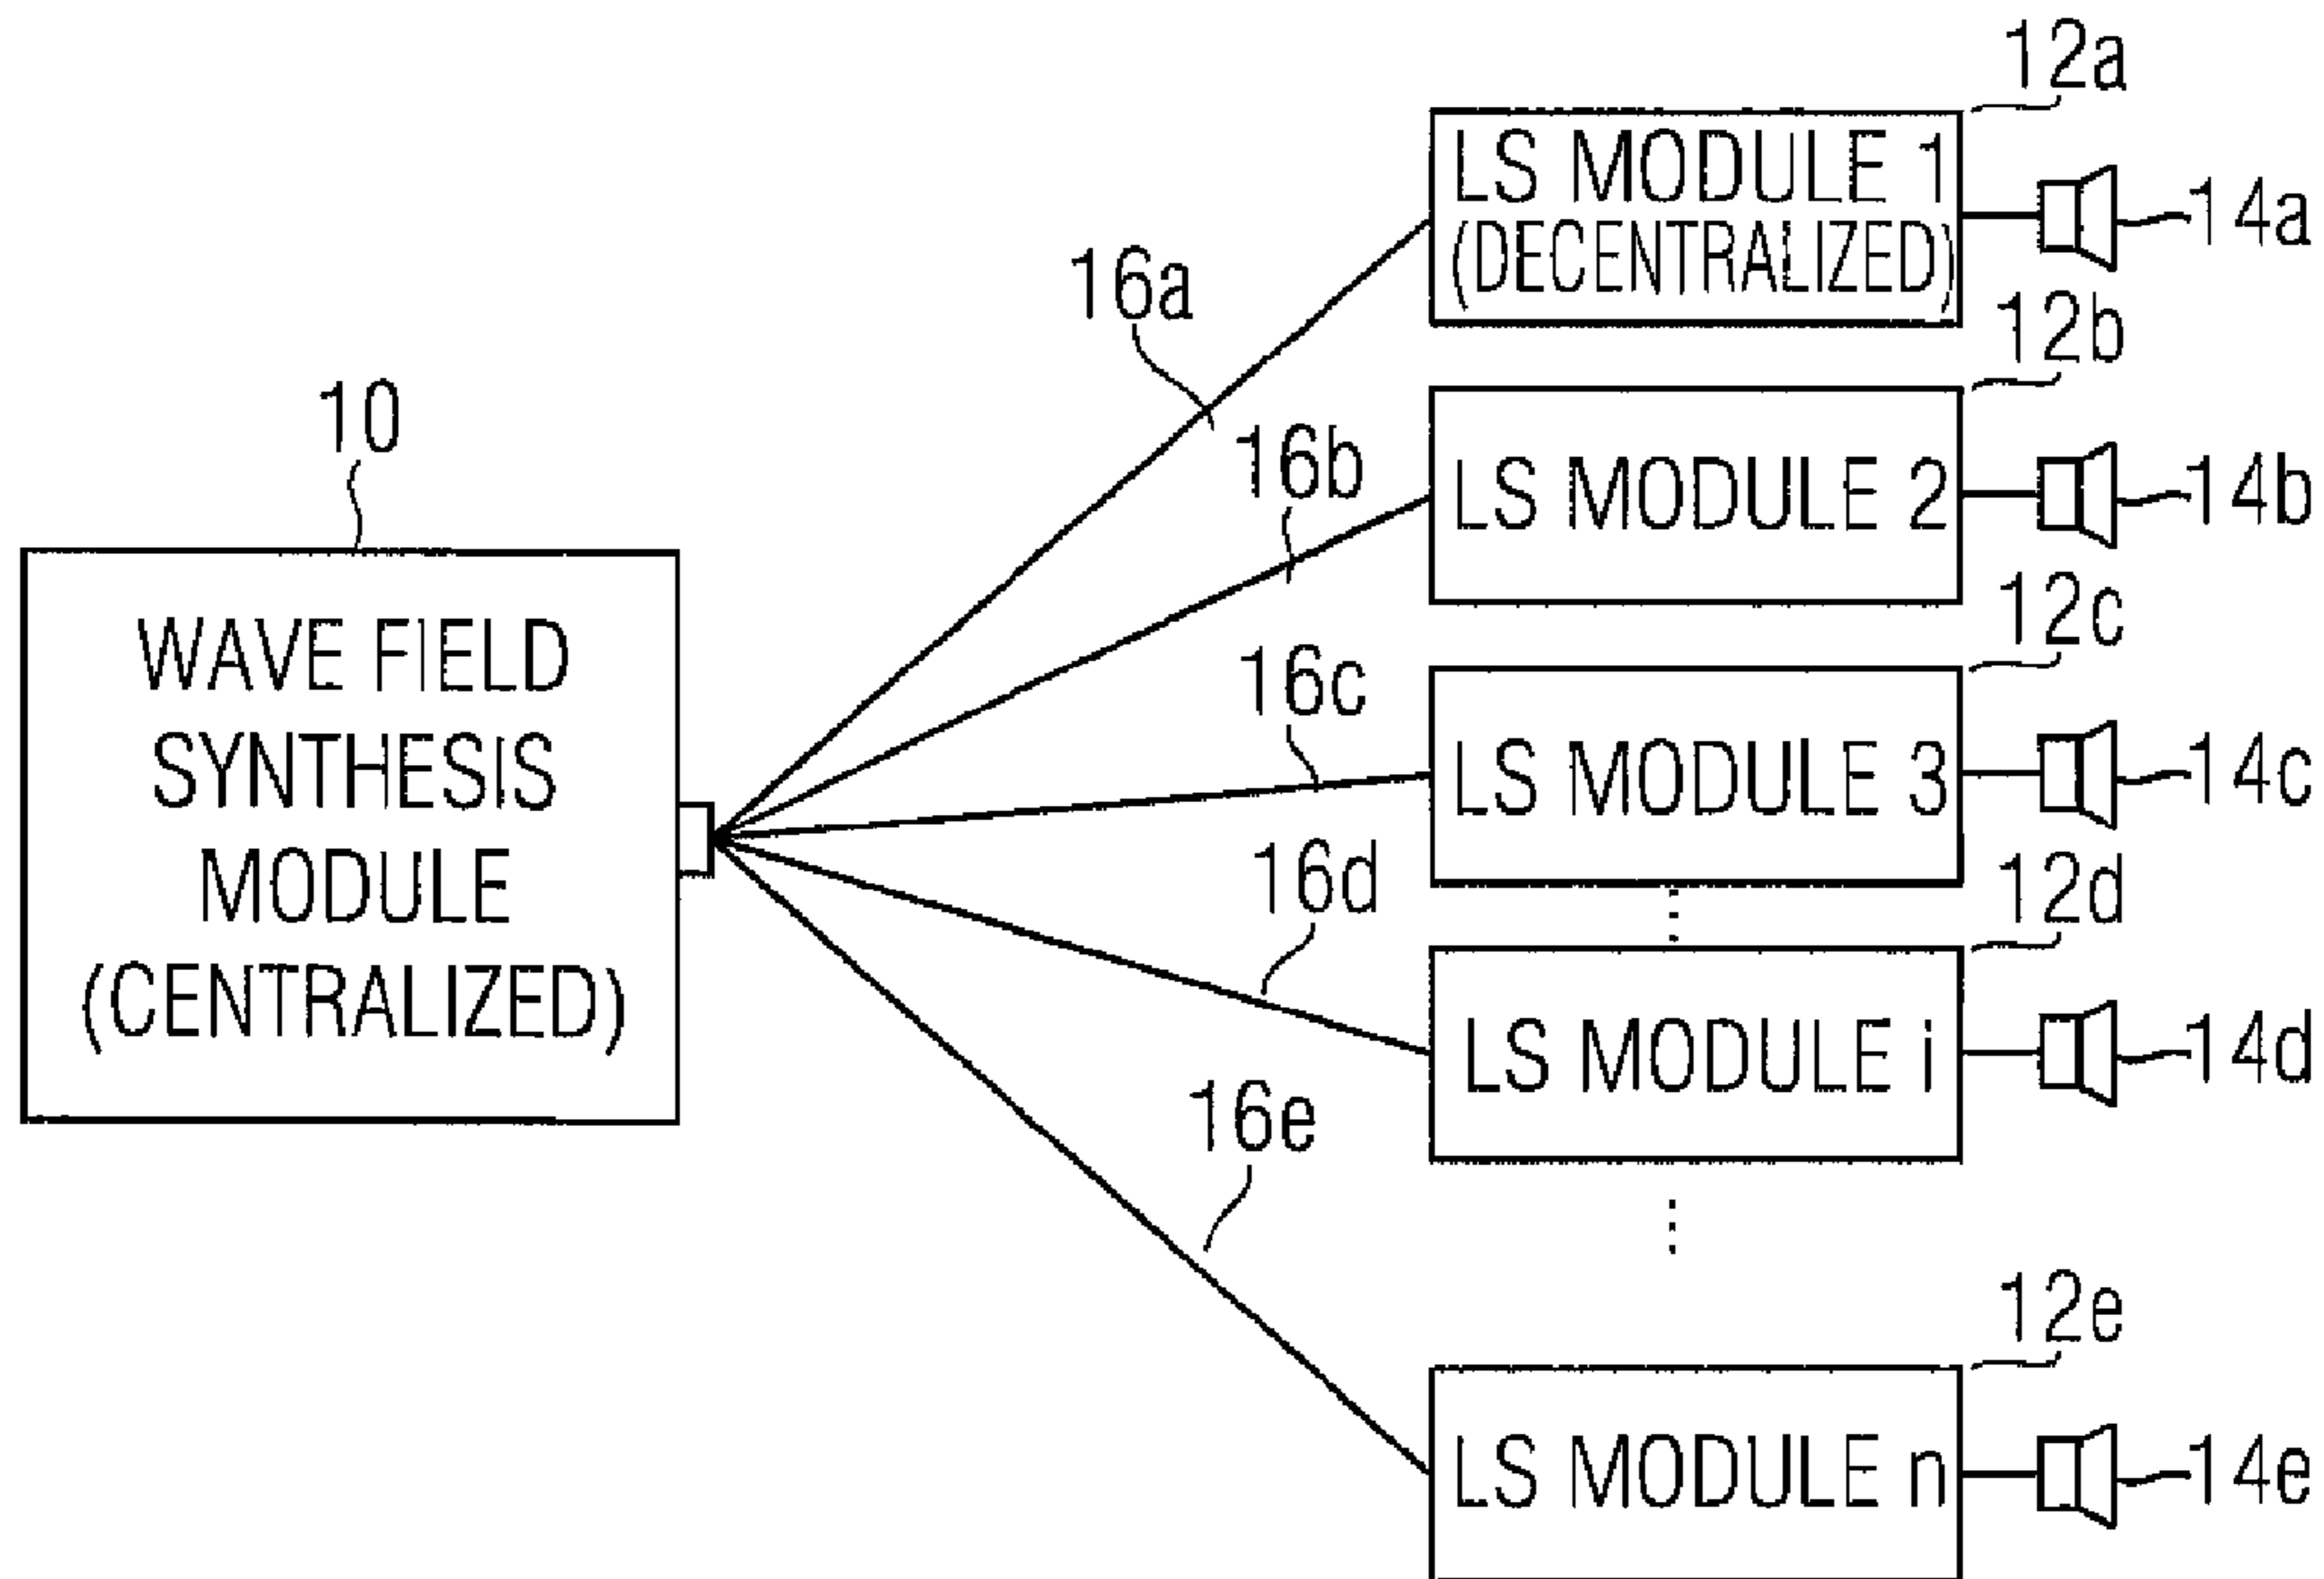 12a
LS MODULE 1
(DECENTRALIZED)
14a
16a
12b
10
16b
LS MODULE 2
14b
12c
WAVE FIELD
SYNTHESIS
MODULE
(CENTRALIZED)
16c
LS MODULE 3
14c
16d
12d
LS MODULE i
14d
16e
12e
LS MODULE n
14e